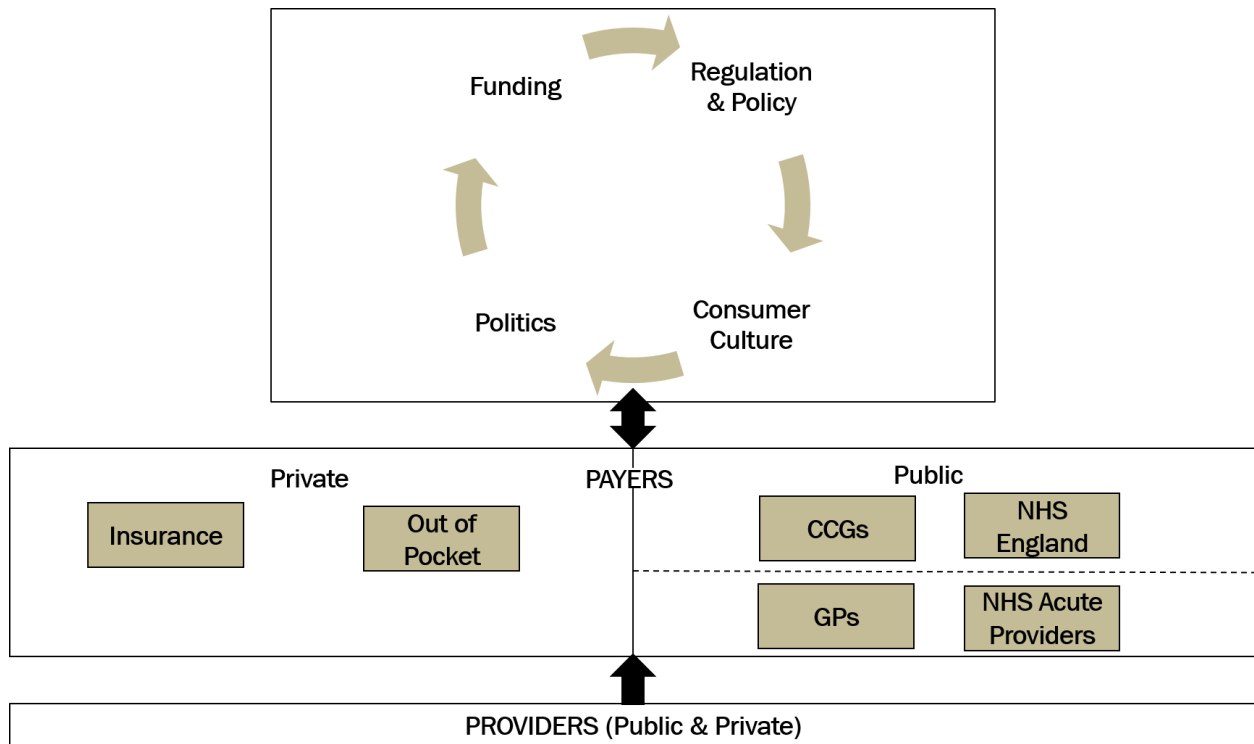 Funding
Regulation
& Policy
Politics
Consumer
Culture
Private
PAYERS
Public
Insurance
Out of
Pocket
CCGs
NHS
England
GPs
NHS Acute
Providers
PROVIDERS (Public & Private)